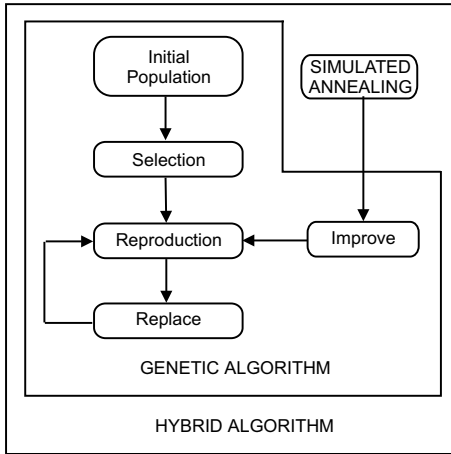 Initial
Population
SIMULATED
ANNEALING
Selection
Reproduction
Improve
Replace
GENETIC ALGORITHM
HYBRID ALGORITHM